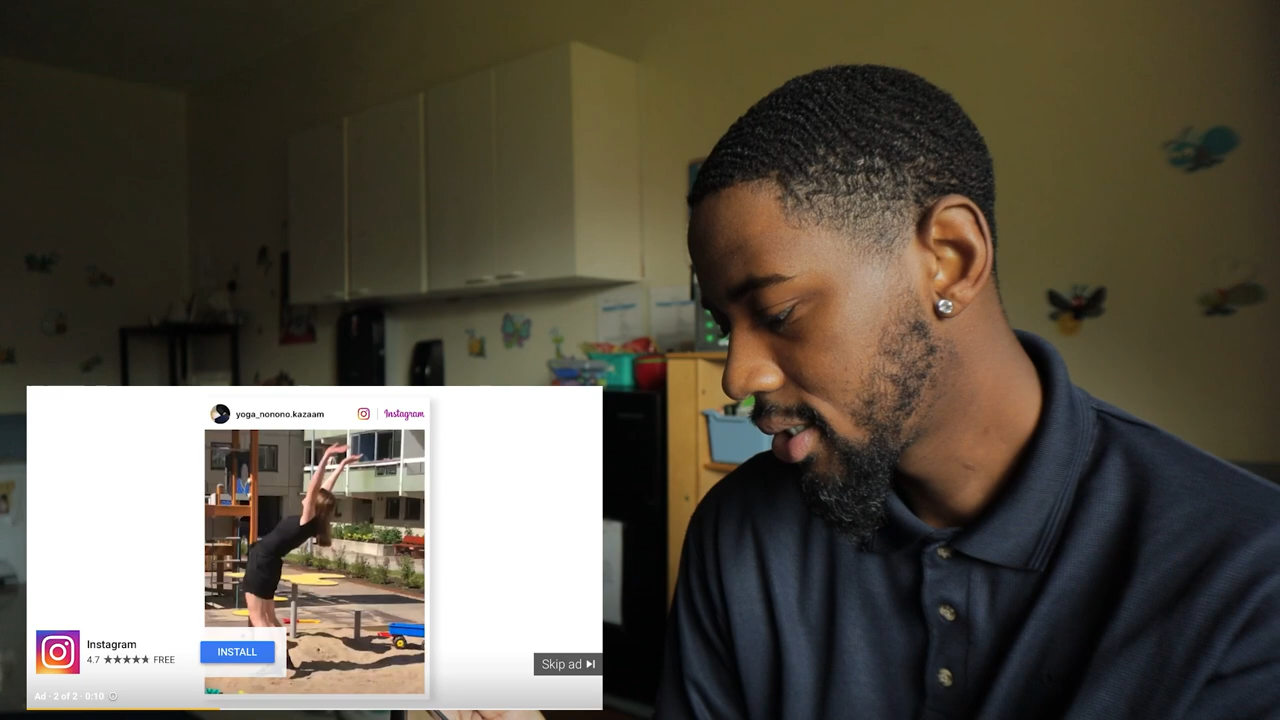 yoga_nonono.kazaam
Instagram
Instagram
4.7 ★★★★★ FREE
INSTALL
Skip ad
Ad · 2 of 2 · 0:10